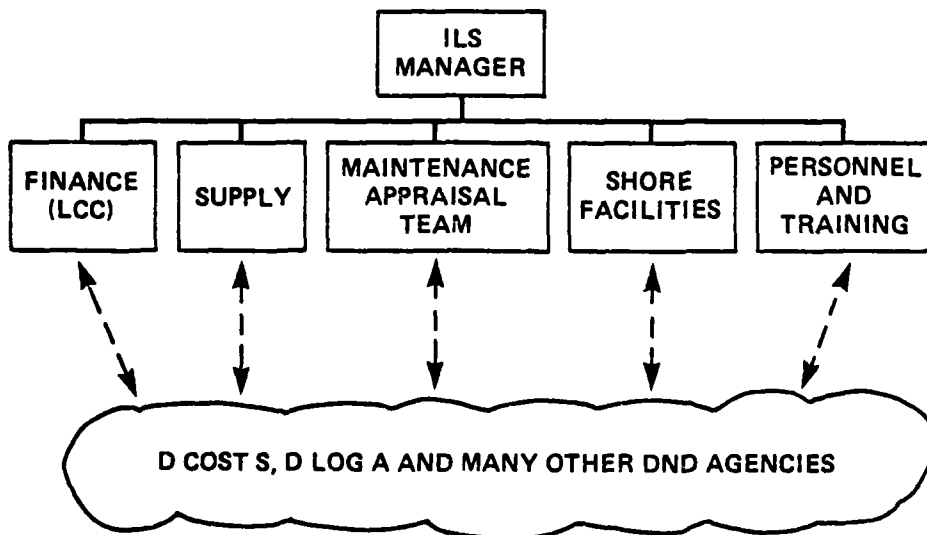 ILS
MANAGER
FINANCE
(LCC)
SUPPLY
MAINTENANCE
APPRAISAL
TEAM
SHORE
FACILITIES
PERSONNEL
AND
TRAINING
D COST S, D LOG A AND MANY OTHER DND AGENCIES